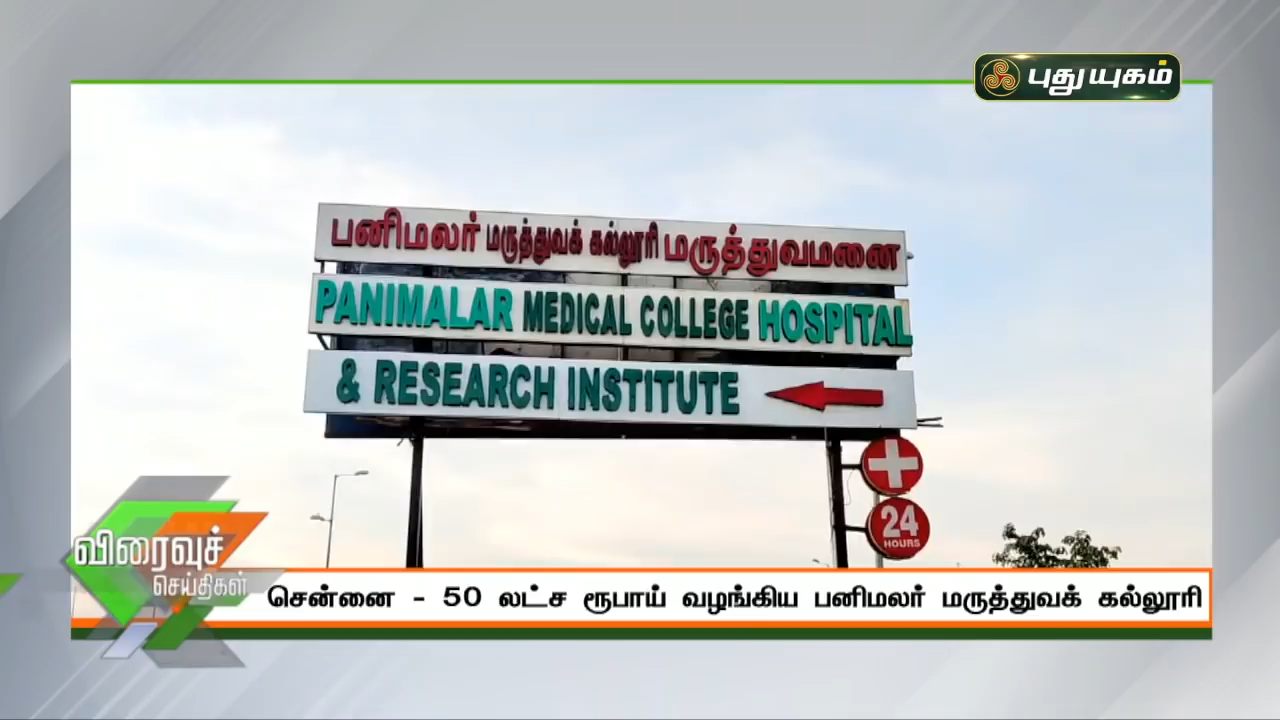 புதுயுகம்
பனிமலர் மருத்துவக் கல்லூரி மருத்துவமனை
PANIMALAR MEDICAL COLLEGE HOSPITAL
& RESEARCH INSTITUTE
24
HOURS
விரைவுச்
செய்திகள்
சென்னை - 50 லட்ச ரூபாய் வழங்கிய பனிமலர் மருத்துவக் கல்லூரி